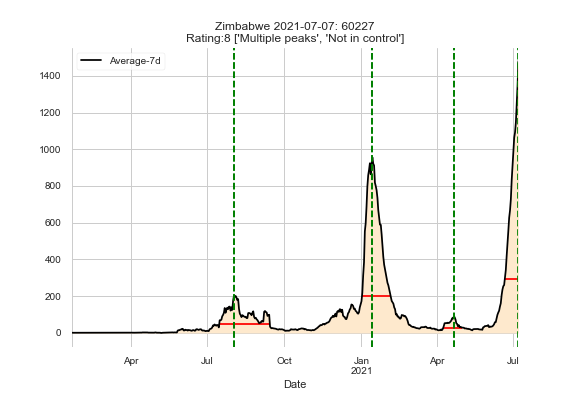 Zimbabwe 2021-07-07: 60227
Rating:8 ['Multiple peaks', 'Not in control']
Average-7d
1400
1200
1000
800
600
400
200
0
Apr Jul Oct Jan Apr Jul
2021
Date